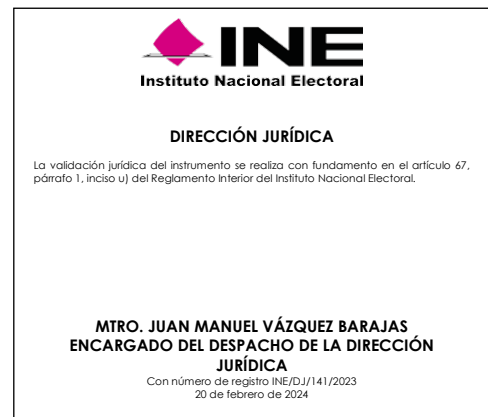 INE
Instituto Nacional Electoral
DIRECCIÓN JURÍDICA
La validación jurídica del instrumento se realiza con fundamento en el artículo 67,
párrafo 1, inciso u) del Reglamento Interior del Instituto Nacional Electoral.
MTRO. JUAN MANUEL VÁZQUEZ BARAJAS
ENCARGADO DEL DESPACHO DE LA DIRECCIÓN
JURÍDICA
Con número de registro INE/DJ/141/2023
20 de febrero de 2024